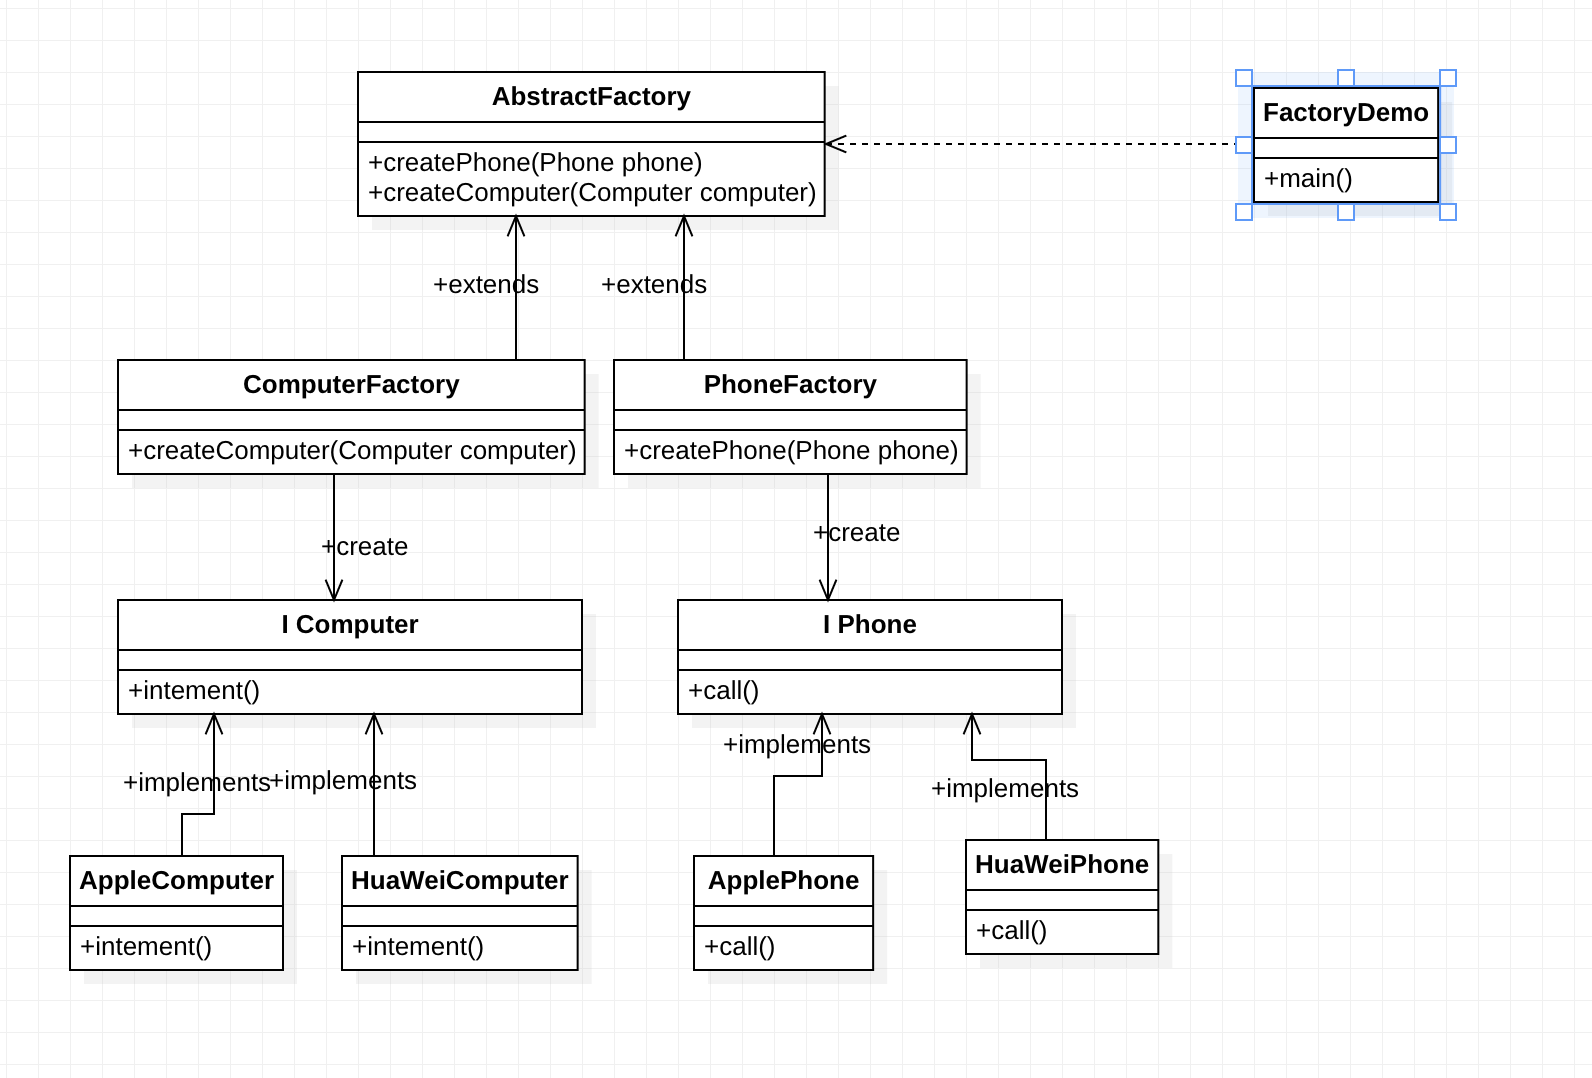 AbstractFactory
+createPhone(Phone phone)
+createComputer(Computer computer)
FactoryDemo
+main()
+extends
+extends
ComputerFactory
+createComputer(Computer computer)
PhoneFactory
+createPhone(Phone phone)
+create
+create
I Computer
+intement()
I Phone
+call()
+implements
+implements
+implements
+implements
AppleComputer
+intement()
HuaWeiComputer
+intement()
ApplePhone
+call()
HuaWeiPhone
+call()